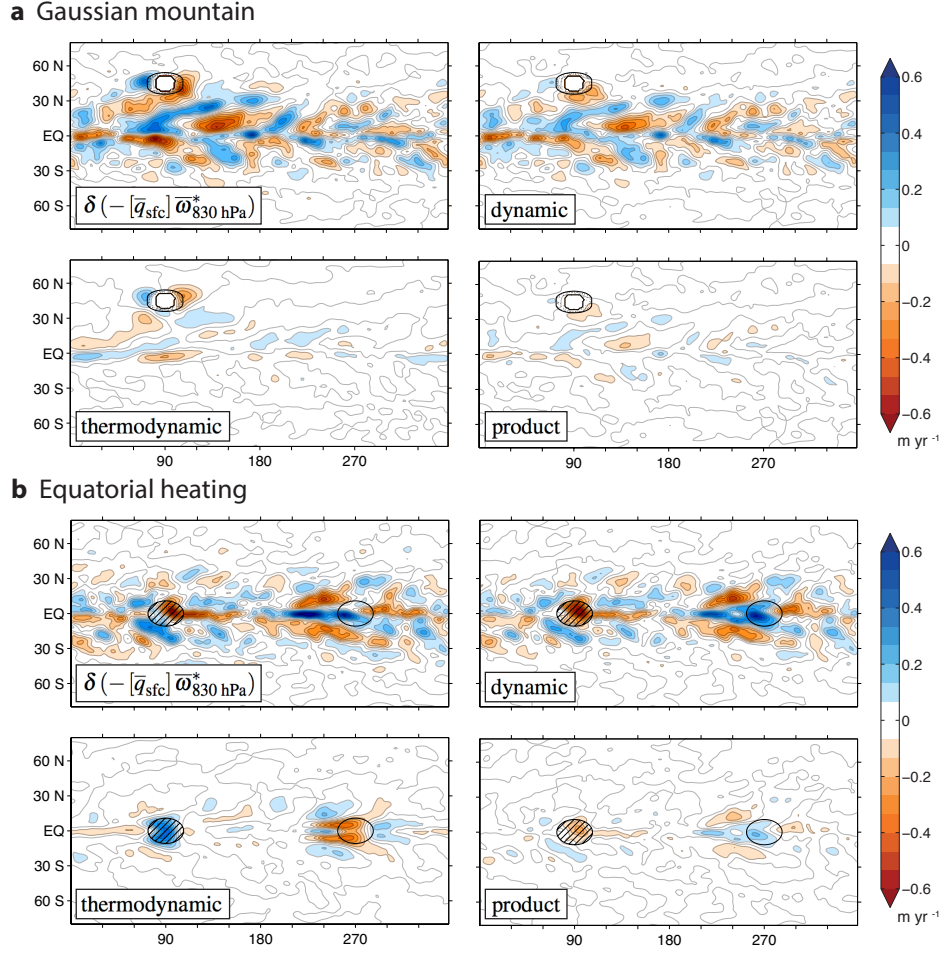 a Gaussian mountain
60 N
30 N
EQ
30 S
60 S
δ (− [q̄sfc] ω̄*830 hPa)
dynamic
0.6
0.4
0.2
0
−0.2
−0.4
−0.6
m yr −1
60 N
30 N
EQ
30 S
60 S
thermodynamic
product
90 180 270
90 180 270
b Equatorial heating
60 N
30 N
EQ
30 S
60 S
δ (− [q̄sfc] ω̄*830 hPa)
dynamic
0.6
0.4
0.2
0
−0.2
−0.4
−0.6
m yr −1
60 N
30 N
EQ
30 S
60 S
thermodynamic
product
90 180 270
90 180 270